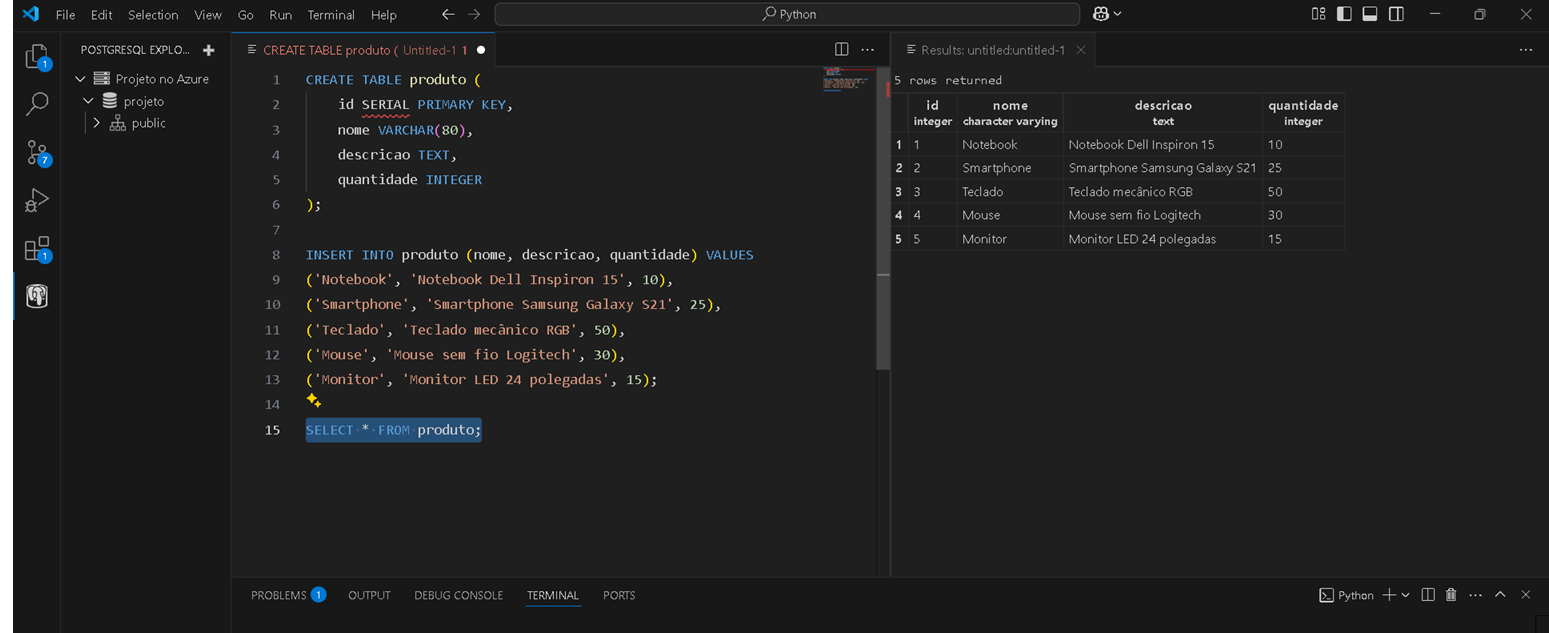 File Edit Selection View Go Run Terminal Help Python
1
7
1
POSTGRESQL EXPLO...
Projeto no Azure
projeto
public
CREATE TABLE produto ( Untitled-1 1
1 CREATE TABLE produto (
2 id SERIAL PRIMARY KEY,
3 nome VARCHAR(80),
4 descricao TEXT,
5 quantidade INTEGER
6 );
7
8 INSERT INTO produto (nome, descricao, quantidade) VALUES
9 ('Notebook', 'Notebook Dell Inspiron 15', 10),
10 ('Smartphone', 'Smartphone Samsung Galaxy S21', 25),
11 ('Teclado', 'Teclado mecânico RGB', 50),
12 ('Mouse', 'Mouse sem fio Logitech', 30),
13 ('Monitor', 'Monitor LED 24 polegadas', 15);
14
15 SELECT * FROM produto;
Results: untitled:untitled-1
5 rows returned
id nome descricao quantidade
integer character varying text integer
1 1 Notebook Notebook Dell Inspiron 15 10
2 2 Smartphone Smartphone Samsung Galaxy S21 25
3 3 Teclado Teclado mecânico RGB 50
4 4 Mouse Mouse sem fio Logitech 30
5 5 Monitor Monitor LED 24 polegadas 15
PROBLEMS 1 OUTPUT DEBUG CONSOLE TERMINAL PORTS Python